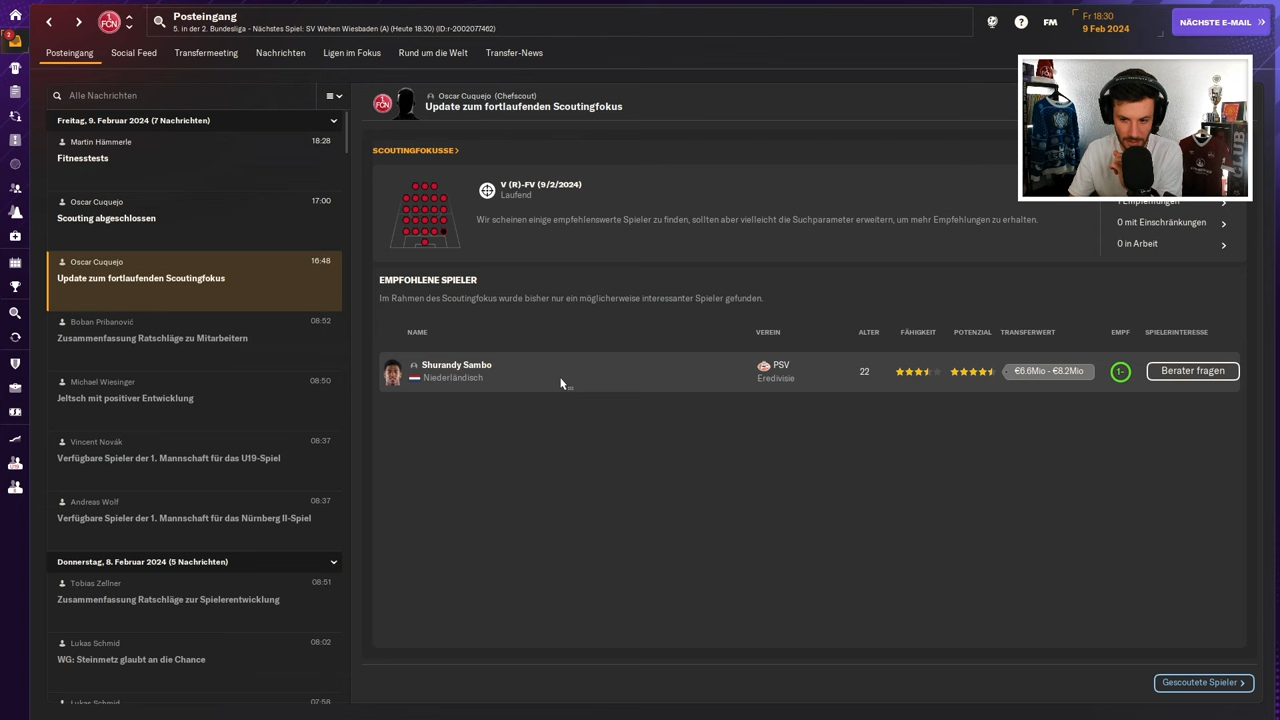 Posteingang
5. in der 2. Bundesliga - Nächstes Spiel: SV Wehen Wiesbaden (A) (Heute 18:30) (ID:r-2002077462)
FM
Fr 18:30
9 Feb 2024
NÄCHSTE E-MAIL
2
Posteingang
Social Feed
Transfermeeting
Nachrichten
Ligen im Fokus
Rund um die Welt
Transfer-News
Alle Nachrichten
Freitag, 9. Februar 2024 (7 Nachrichten)
Martin Hämmerle 18:28
Fitnesstests
Oscar Cuquejo 17:00
Scouting abgeschlossen
Oscar Cuquejo 16:48
Update zum fortlaufenden Scoutingfokus
Boban Pribanović 08:52
Zusammenfassung Ratschläge zu Mitarbeitern
Michael Wiesinger 08:50
Jeltsch mit positiver Entwicklung
Vincent Novák 08:37
Verfügbare Spieler der 1. Mannschaft für das U19-Spiel
Andreas Wolf 08:37
Verfügbare Spieler der 1. Mannschaft für das Nürnberg II-Spiel
Donnerstag, 8. Februar 2024 (5 Nachrichten)
Tobias Zellner 08:51
Zusammenfassung Ratschläge zur Spielerentwicklung
Lukas Schmid 08:02
WG: Steinmetz glaubt an die Chance
Lukas Schmid 07:58
Oscar Cuquejo (Chefscout)
Update zum fortlaufenden Scoutingfokus
SCOUTINGFOKUSSE
V (R)-FV (9/2/2024)
Laufend
Wir scheinen einige empfehlenswerte Spieler zu finden, sollten aber vielleicht die Suchparameter erweitern, um mehr Empfehlungen zu erhalten.
1 Empfehlungen
0 mit Einschränkungen
0 in Arbeit
EMPFOHLENE SPIELER
Im Rahmen des Scoutingfokus wurde bisher nur ein möglicherweise interessanter Spieler gefunden.
NAME VEREIN ALTER FÄHIGKEIT POTENZIAL TRANSFERWERT EMPF SPIELERINTERESSE
Shurandy Sambo PSV 22 €6.6Mio - €8.2Mio 1- Berater fragen
Niederländisch Eredivisie
Gescoutete Spieler
CLUB